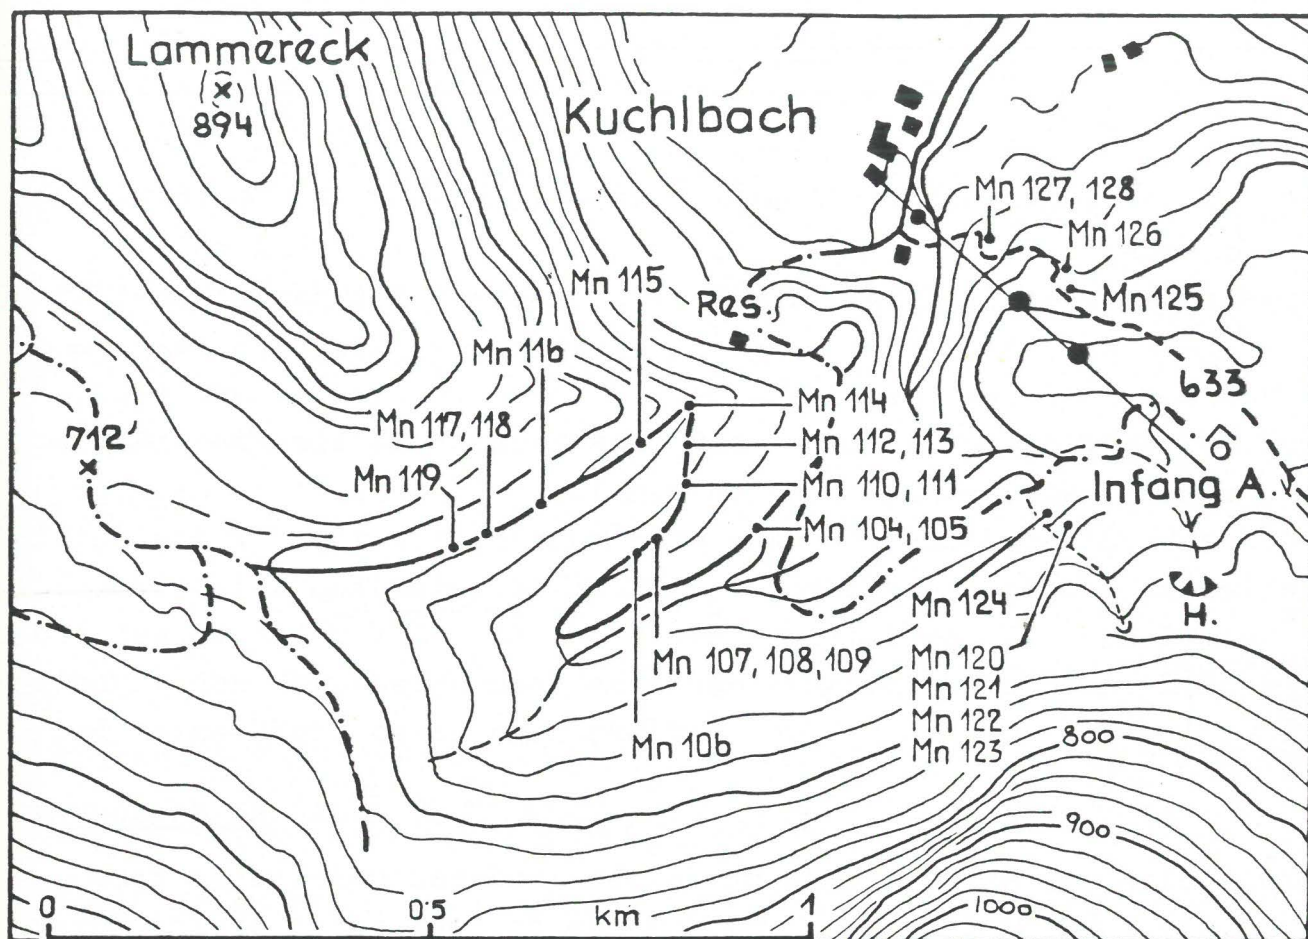 Lammereck
894
Kuchlbach
Mn 127, 128
Mn 126
Mn 115
Res.
Mn 125
Mn 116
633
Mn 114
Mn 117, 118
712
Mn 112, 113
Mn 119
Mn 110, 111
Infang A.
Mn 104, 105
Mn 124
H.
Mn 107, 108, 109
Mn 120
Mn 121
Mn 122
Mn 123
Mn 106
800
900
1000
0
0.5
km
1